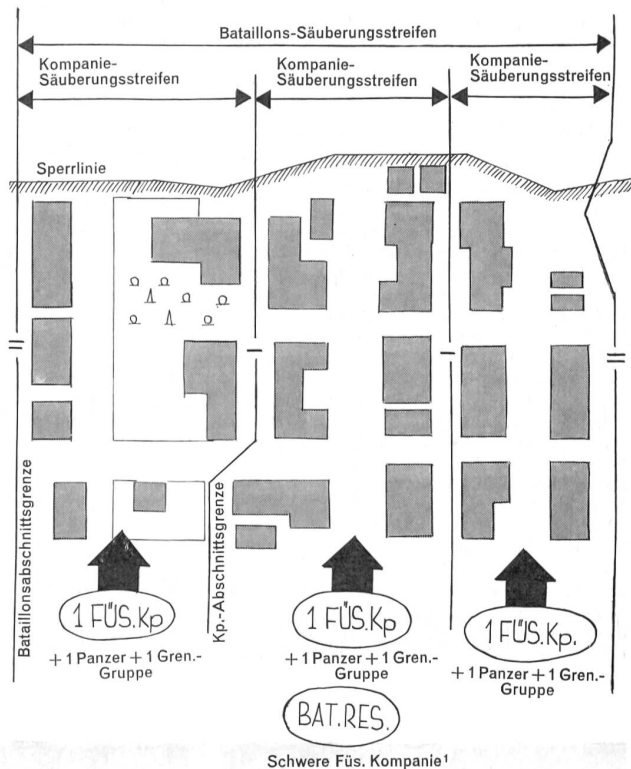 Bataillons-Säuberungsstreifen
Kompanie-
Säuberungsstreifen
Kompanie-
Säuberungsstreifen
Kompanie-
Säuberungsstreifen
Sperrlinie
Bataillonsabschnittsgrenze
Kp.-Abschnittsgrenze
1 FÜS.Kp
+ 1 Panzer + 1 Gren.-
Gruppe
1 FÜS.Kp
+ 1 Panzer + 1 Gren.-
Gruppe
1 FÜS.Kp.
+ 1 Panzer + 1 Gren.-
Gruppe
BAT.RES.
Schwere Füs. Kompanie¹